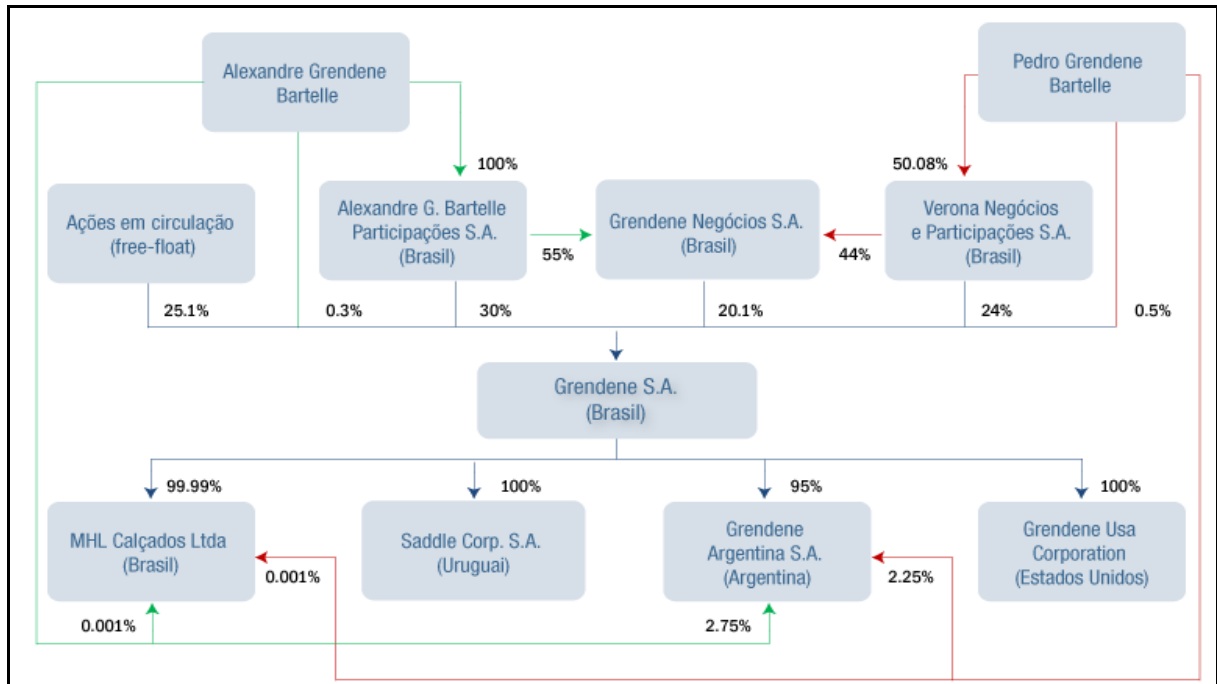 Alexandre Grendene
Bartelle
Pedro Grendene
Bartelle
100%
50.08%
Ações em circulação
(free-float)
Alexandre G. Bartelle
Participações S.A.
(Brasil)
55%
Grendene Negócios S.A.
(Brasil)
44%
Verona Negócios
e Participações S.A.
(Brasil)
25.1%
0.3%
30%
20.1%
24%
0.5%
Grendene S.A.
(Brasil)
99.99%
100%
95%
100%
MHL Calçados Ltda
(Brasil)
0.001%
Saddle Corp. S.A.
(Uruguai)
Grendene
Argentina S.A.
(Argentina)
2.25%
Grendene Usa
Corporation
(Estados Unidos)
0.001%
2.75%